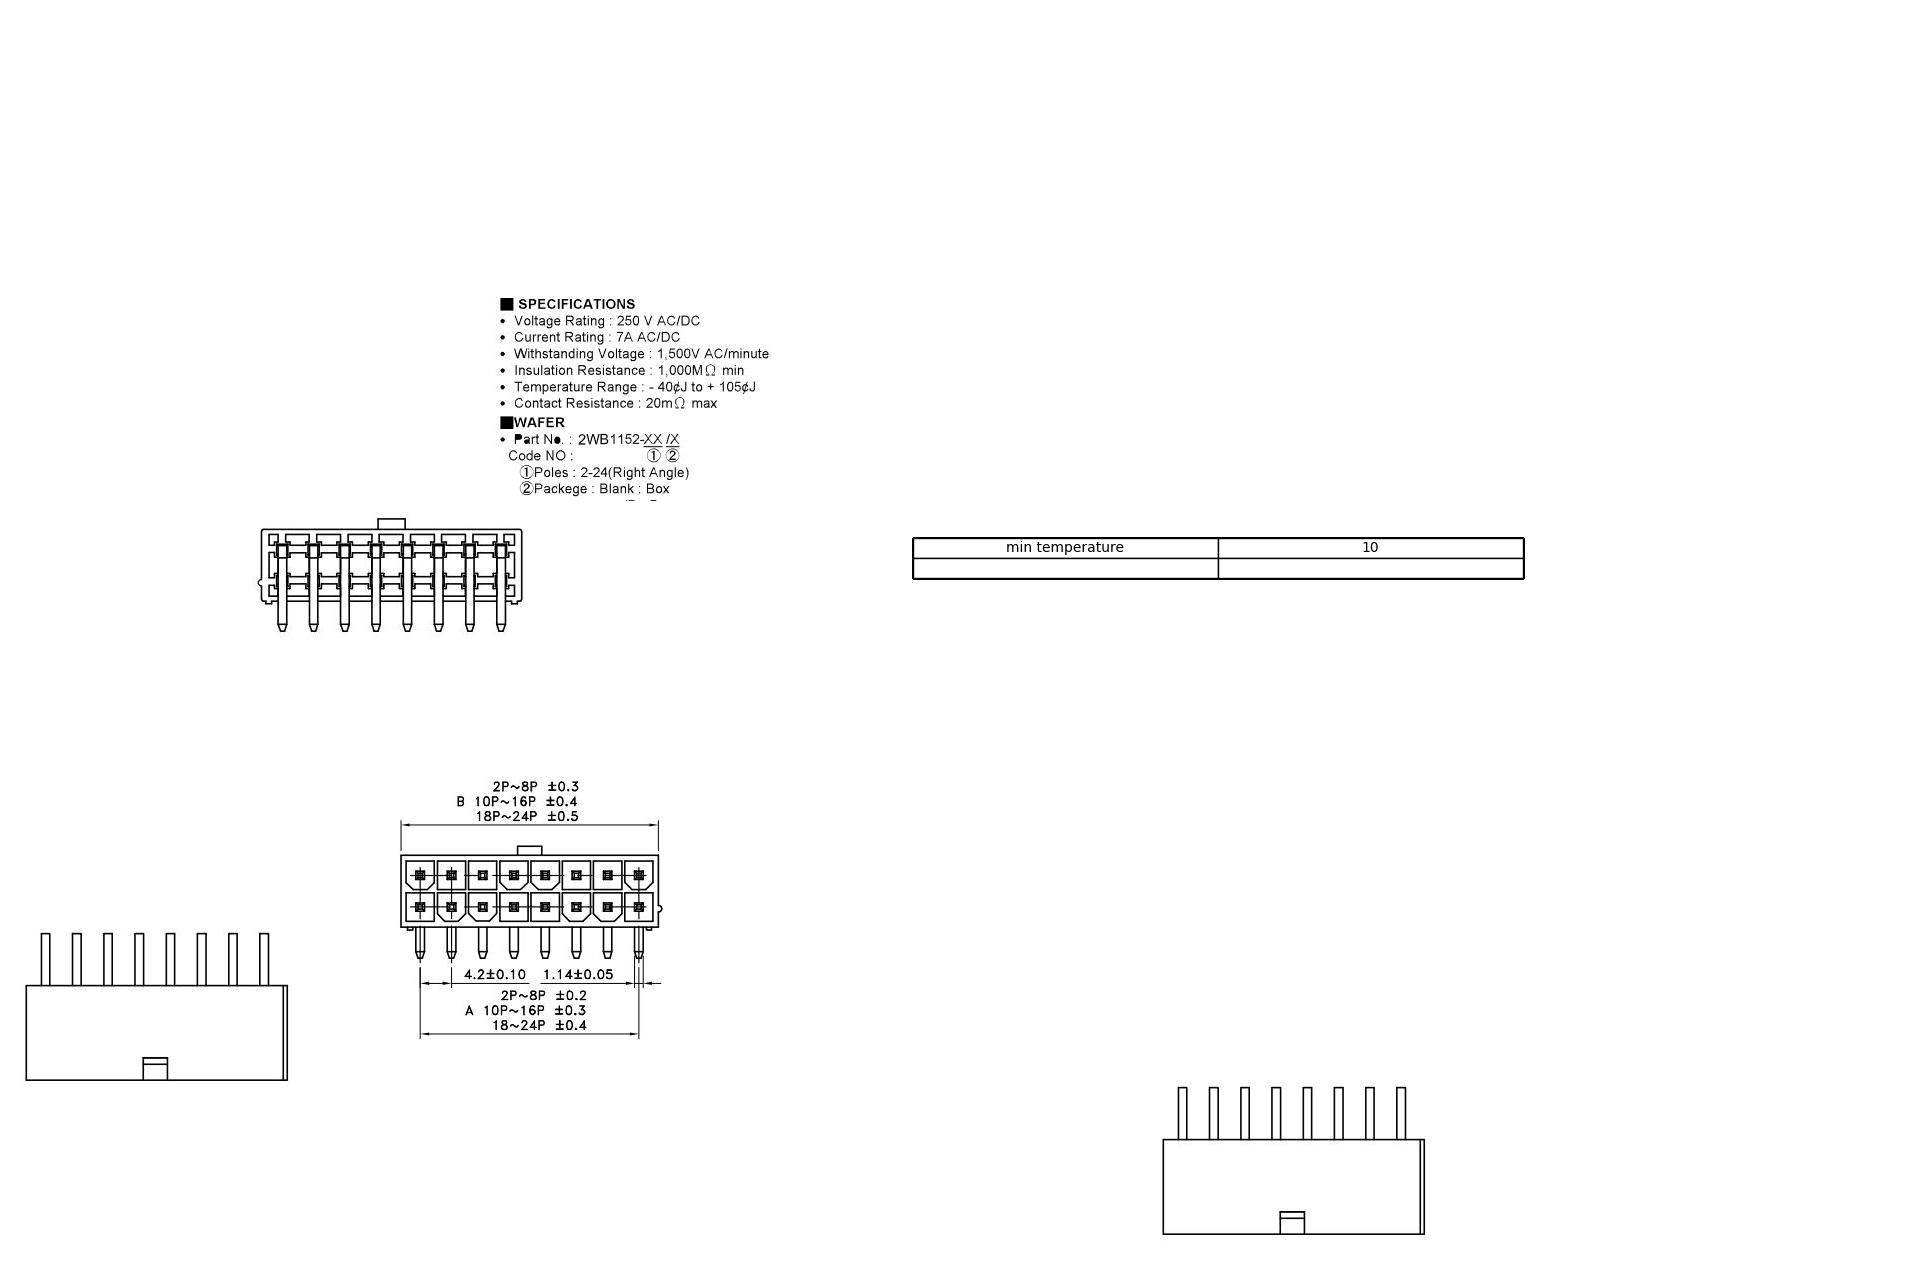 ■ SPECIFICATIONS
• Voltage Rating : 250 V AC/DC
• Current Rating : 7A AC/DC
• Withstanding Voltage : 1,500V AC/minute
• Insulation Resistance : 1,000MΩ min
• Temperature Range : - 40¢J to + 105¢J
• Contact Resistance : 20mΩ max
■WAFER
• Part No. : 2WB1152-XX /X
Code NO : ① ②
①Poles : 2-24(Right Angle)
②Packege : Blank : Box
min temperature 10
2P~8P ±0.3
B 10P~16P ±0.4
18P~24P ±0.5
4.2±0.10 1.14±0.05
2P~8P ±0.2
A 10P~16P ±0.3
18~24P ±0.4